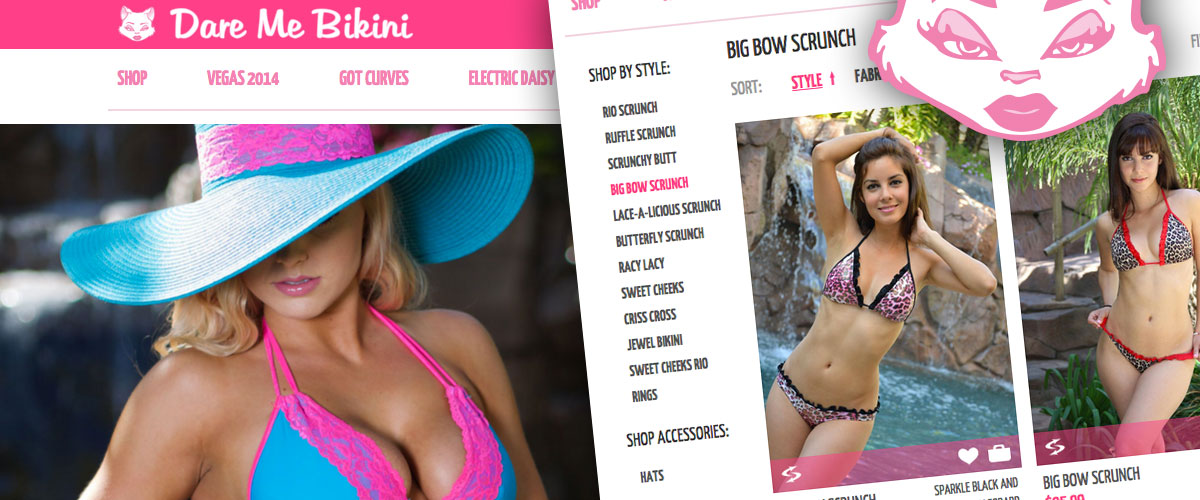 Dare Me Bikini
SHOP
VEGAS 2014
GOT CURVES
ELECTRIC DAISY
SHOP
BIG BOW SCRUNCH
SHOP BY STYLE:
SORT:
STYLE
RIO SCRUNCH
RUFFLE SCRUNCH
SCRUNCHY BUTT
BIG BOW SCRUNCH
LACE-A-LICIOUS SCRUNCH
BUTTERFLY SCRUNCH
RACY LACY
SWEET CHEEKS
CRISS CROSS
JEWEL BIKINI
SWEET CHEEKS RIO
RINGS
SHOP ACCESSORIES:
HATS
SPARKLE BLACK AND
BIG BOW SCRUNCH